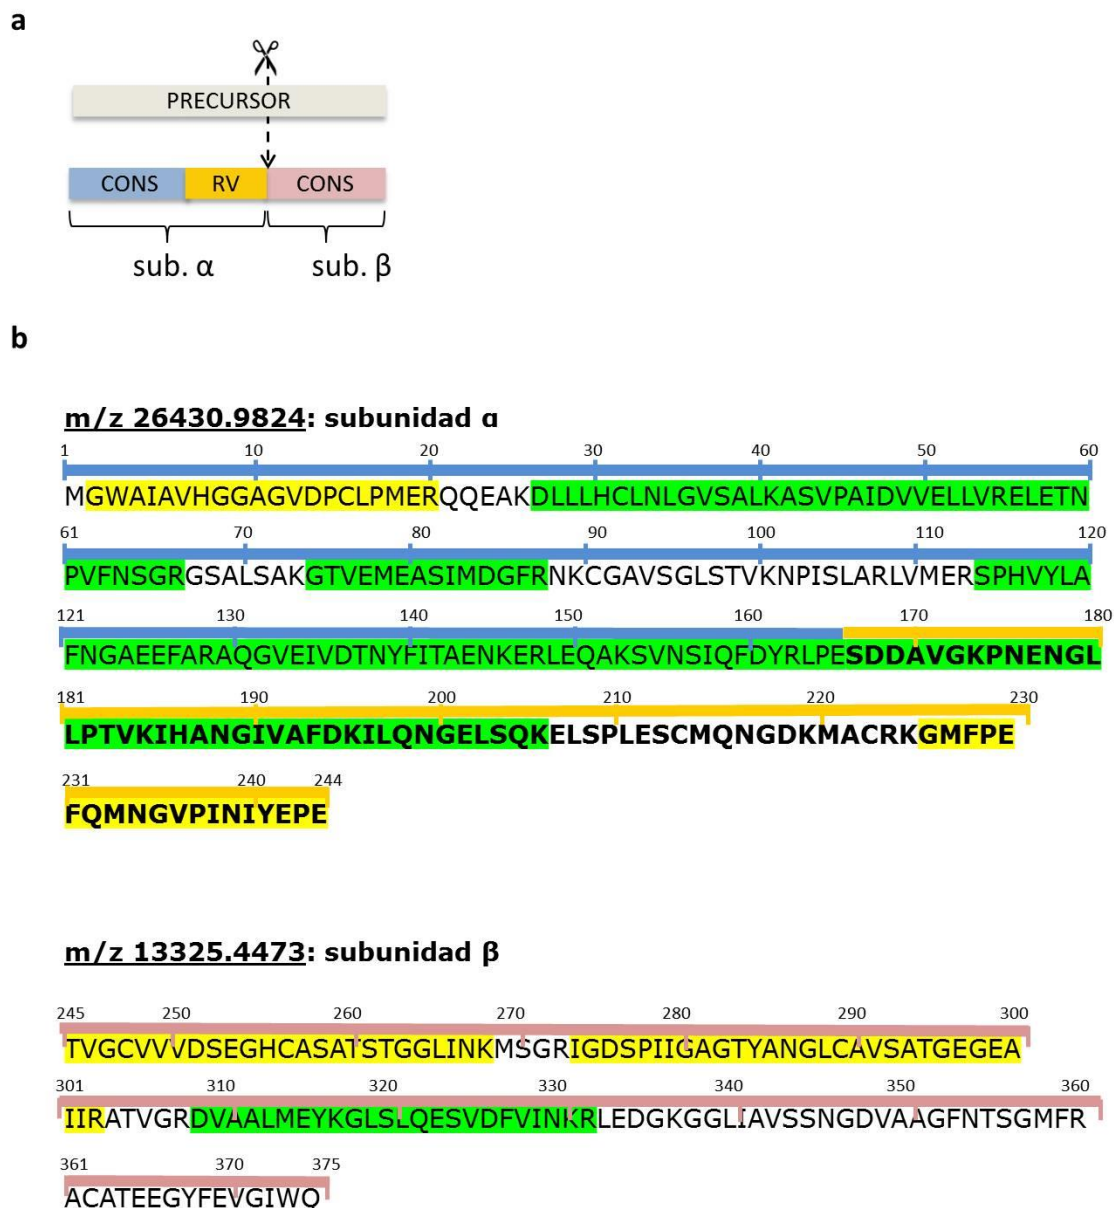 a
PRECURSOR
CONS RV CONS
sub. α sub. β
b
m/z 26430.9824: subunidad α
1 10 20 30 40 50 60
MGWAIAVHGGAGVDPCLPMERQQEAKDLLLHCLNLGVSALKASVPAIDVVELLVRELETN
61 70 80 90 100 110 120
PVFNSGRGSALSAKGTVEMEASIMDGFRNKCGAVSGLSTVKNPISLARLVMERSPHVYLA
121 130 140 150 160 170 180
FNGAEEFARAQGVEIVDTNYFITAENKERLEQAKSVNSIQFDYRLPESDDAVGKPNENGL
181 190 200 210 220 230
LPTVKIHANGIVAFDKILQNGELSQKELSPLESCMQNGDKMACRKGMFPE
231 240 244
FQMNGVPINIYEPE
m/z 13325.4473: subunidad β
245 250 260 270 280 290 300
TVGCVVVDSEGHCASATSTGGLINKMSGRIGDSPIIGAGTYANGLCAVSATGEGEA
301 310 320 330 340 350 360
IIRATVGRDVAALMEYKGLSLQESVDFVINKRLEDGKGGLIAVSSNGDVAAGFNTSGMFR
361 370 375
ACATEEGYFEVGIWQ